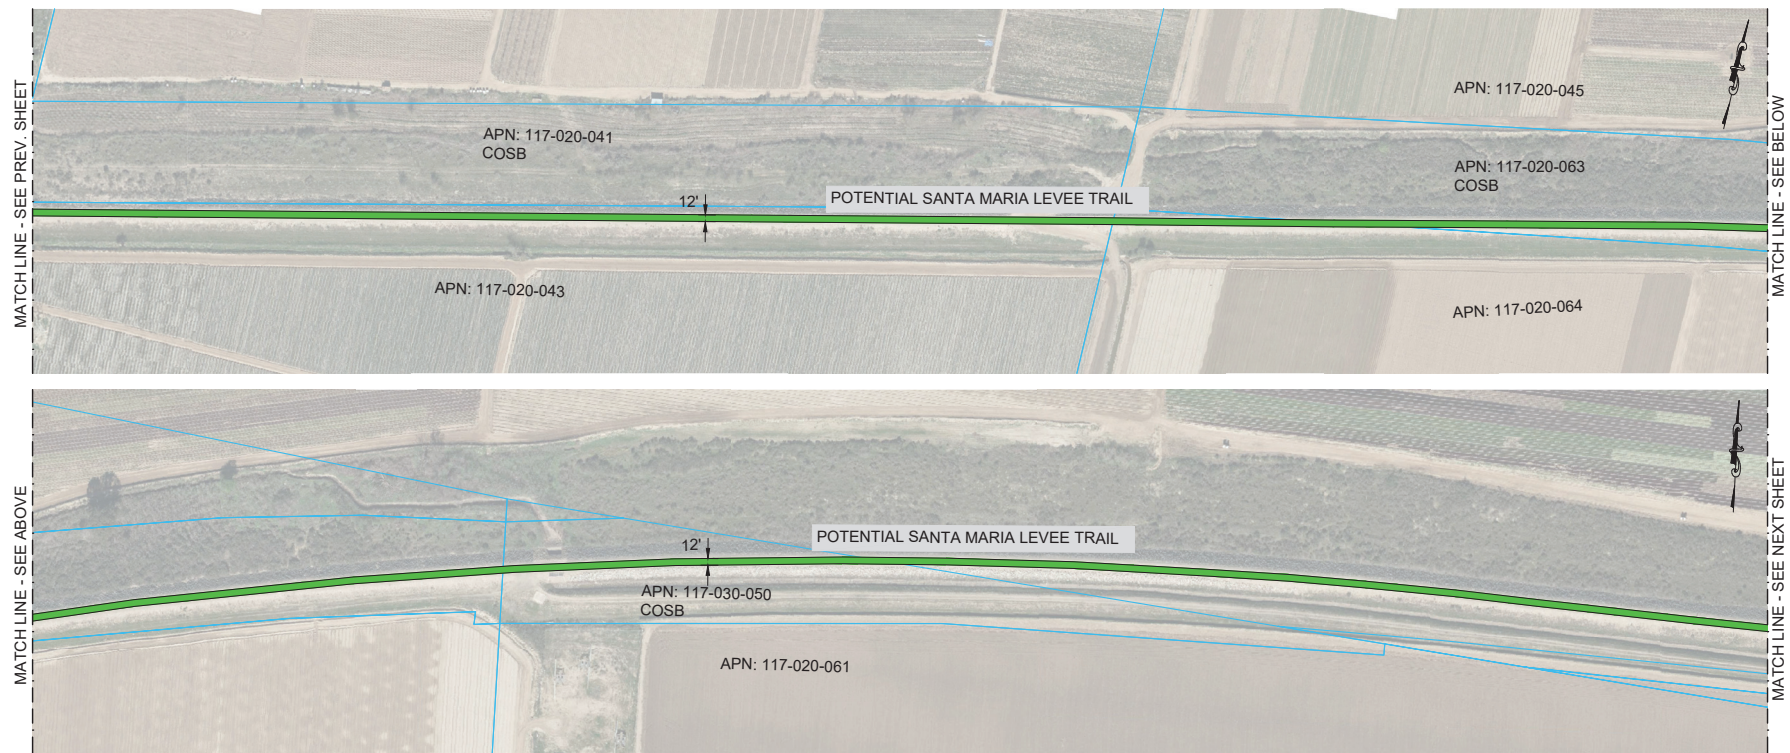 MATCH LINE - SEE PREV. SHEET
APN: 117-020-045
APN: 117-020-041
COSB
APN: 117-020-063
COSB
12'
POTENTIAL SANTA MARIA LEVEE TRAIL
APN: 117-020-043
APN: 117-020-064
MATCH LINE - SEE BELOW
MATCH LINE - SEE ABOVE
POTENTIAL SANTA MARIA LEVEE TRAIL
12'
APN: 117-030-050
COSB
APN: 117-020-061
MATCH LINE - SEE NEXT SHEET